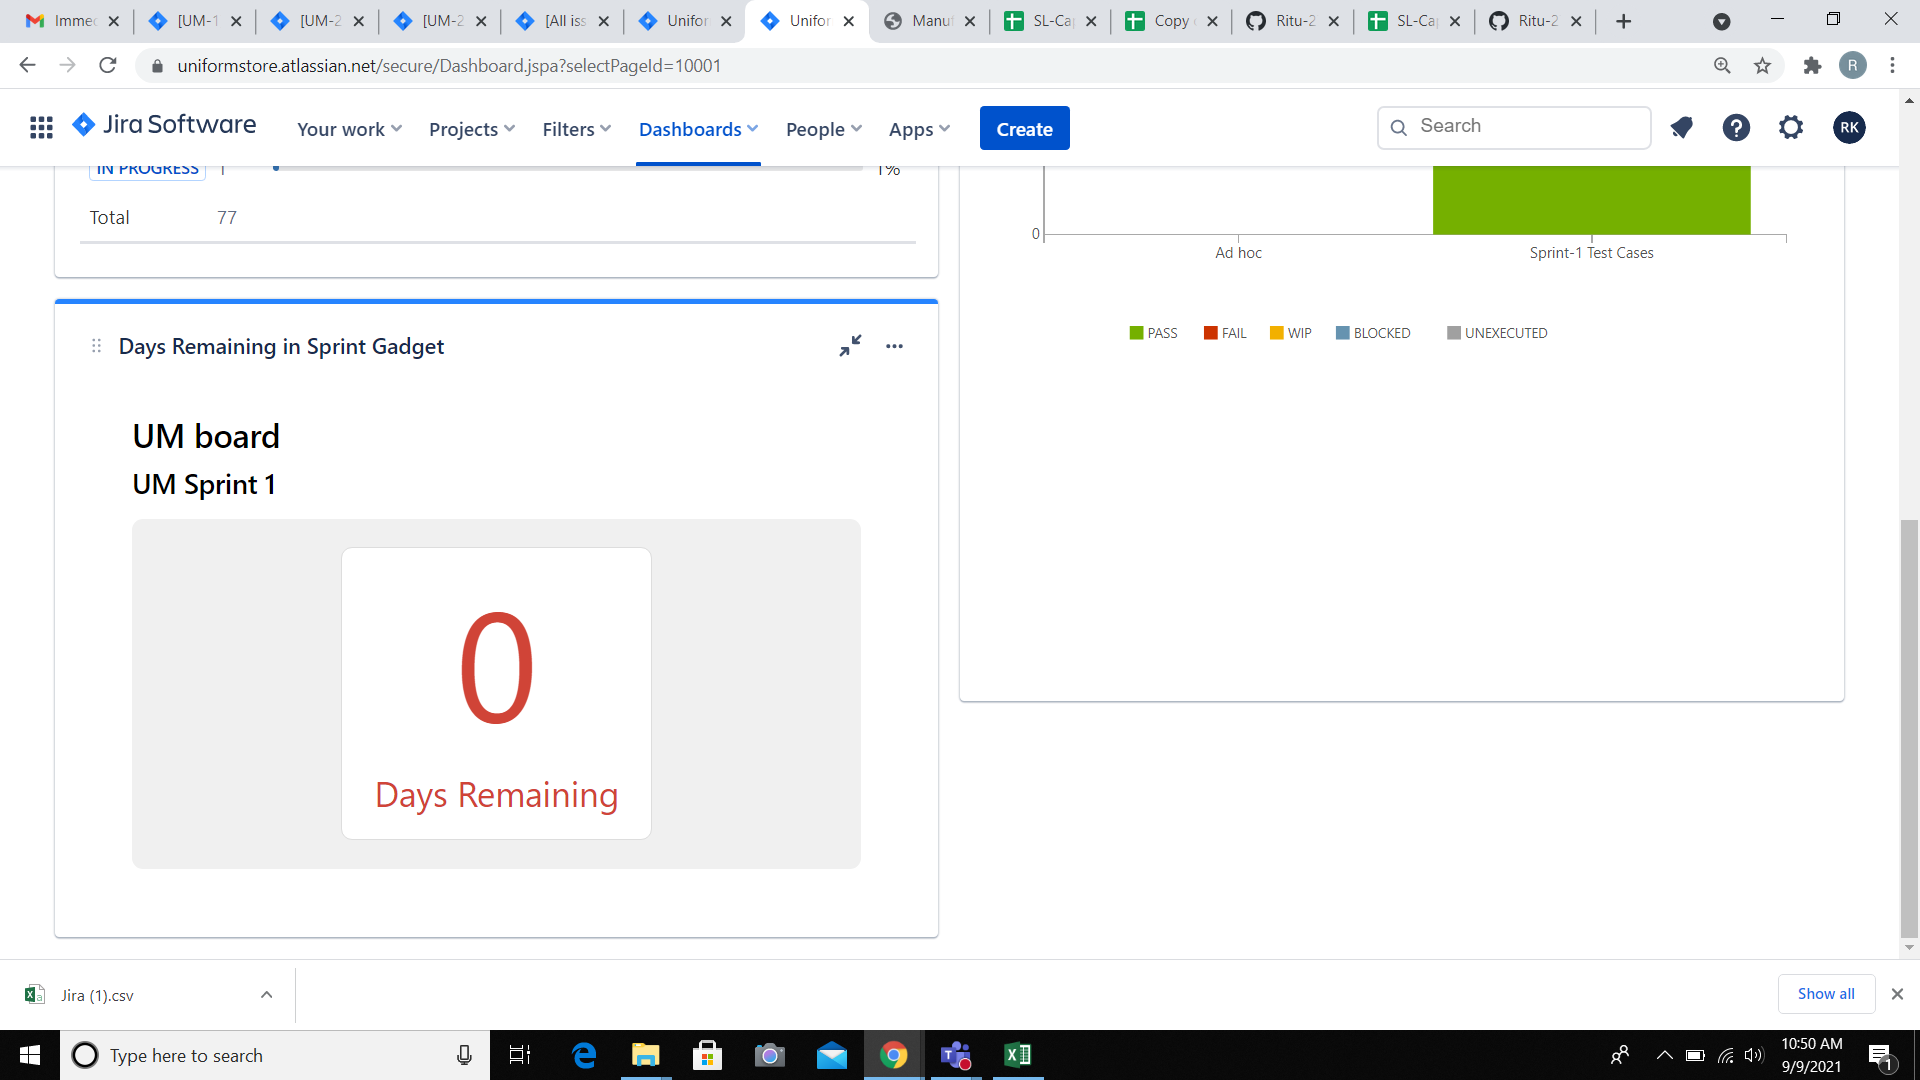 Immec
[UM-1
[UM-2
[UM-2
[All iss
Unifor
Unifor
Manuf
SL-Cap
Copy
Ritu-2
SL-Cap
Ritu-2
uniformstore.atlassian.net/secure/Dashboard.jspa?selectPageId=10001
R
Jira Software
Your work
Projects
Filters
Dashboards
People
Apps
Create
Search
RK
IN PROGRESS 1 1%
Total 77
0
Ad hoc
Sprint-1 Test Cases
PASS
FAIL
WIP
BLOCKED
UNEXECUTED
Days Remaining in Sprint Gadget
UM board
UM Sprint 1
0
Days Remaining
Jira (1).csv
Show all
Type here to search
10:50 AM
9/9/2021
1